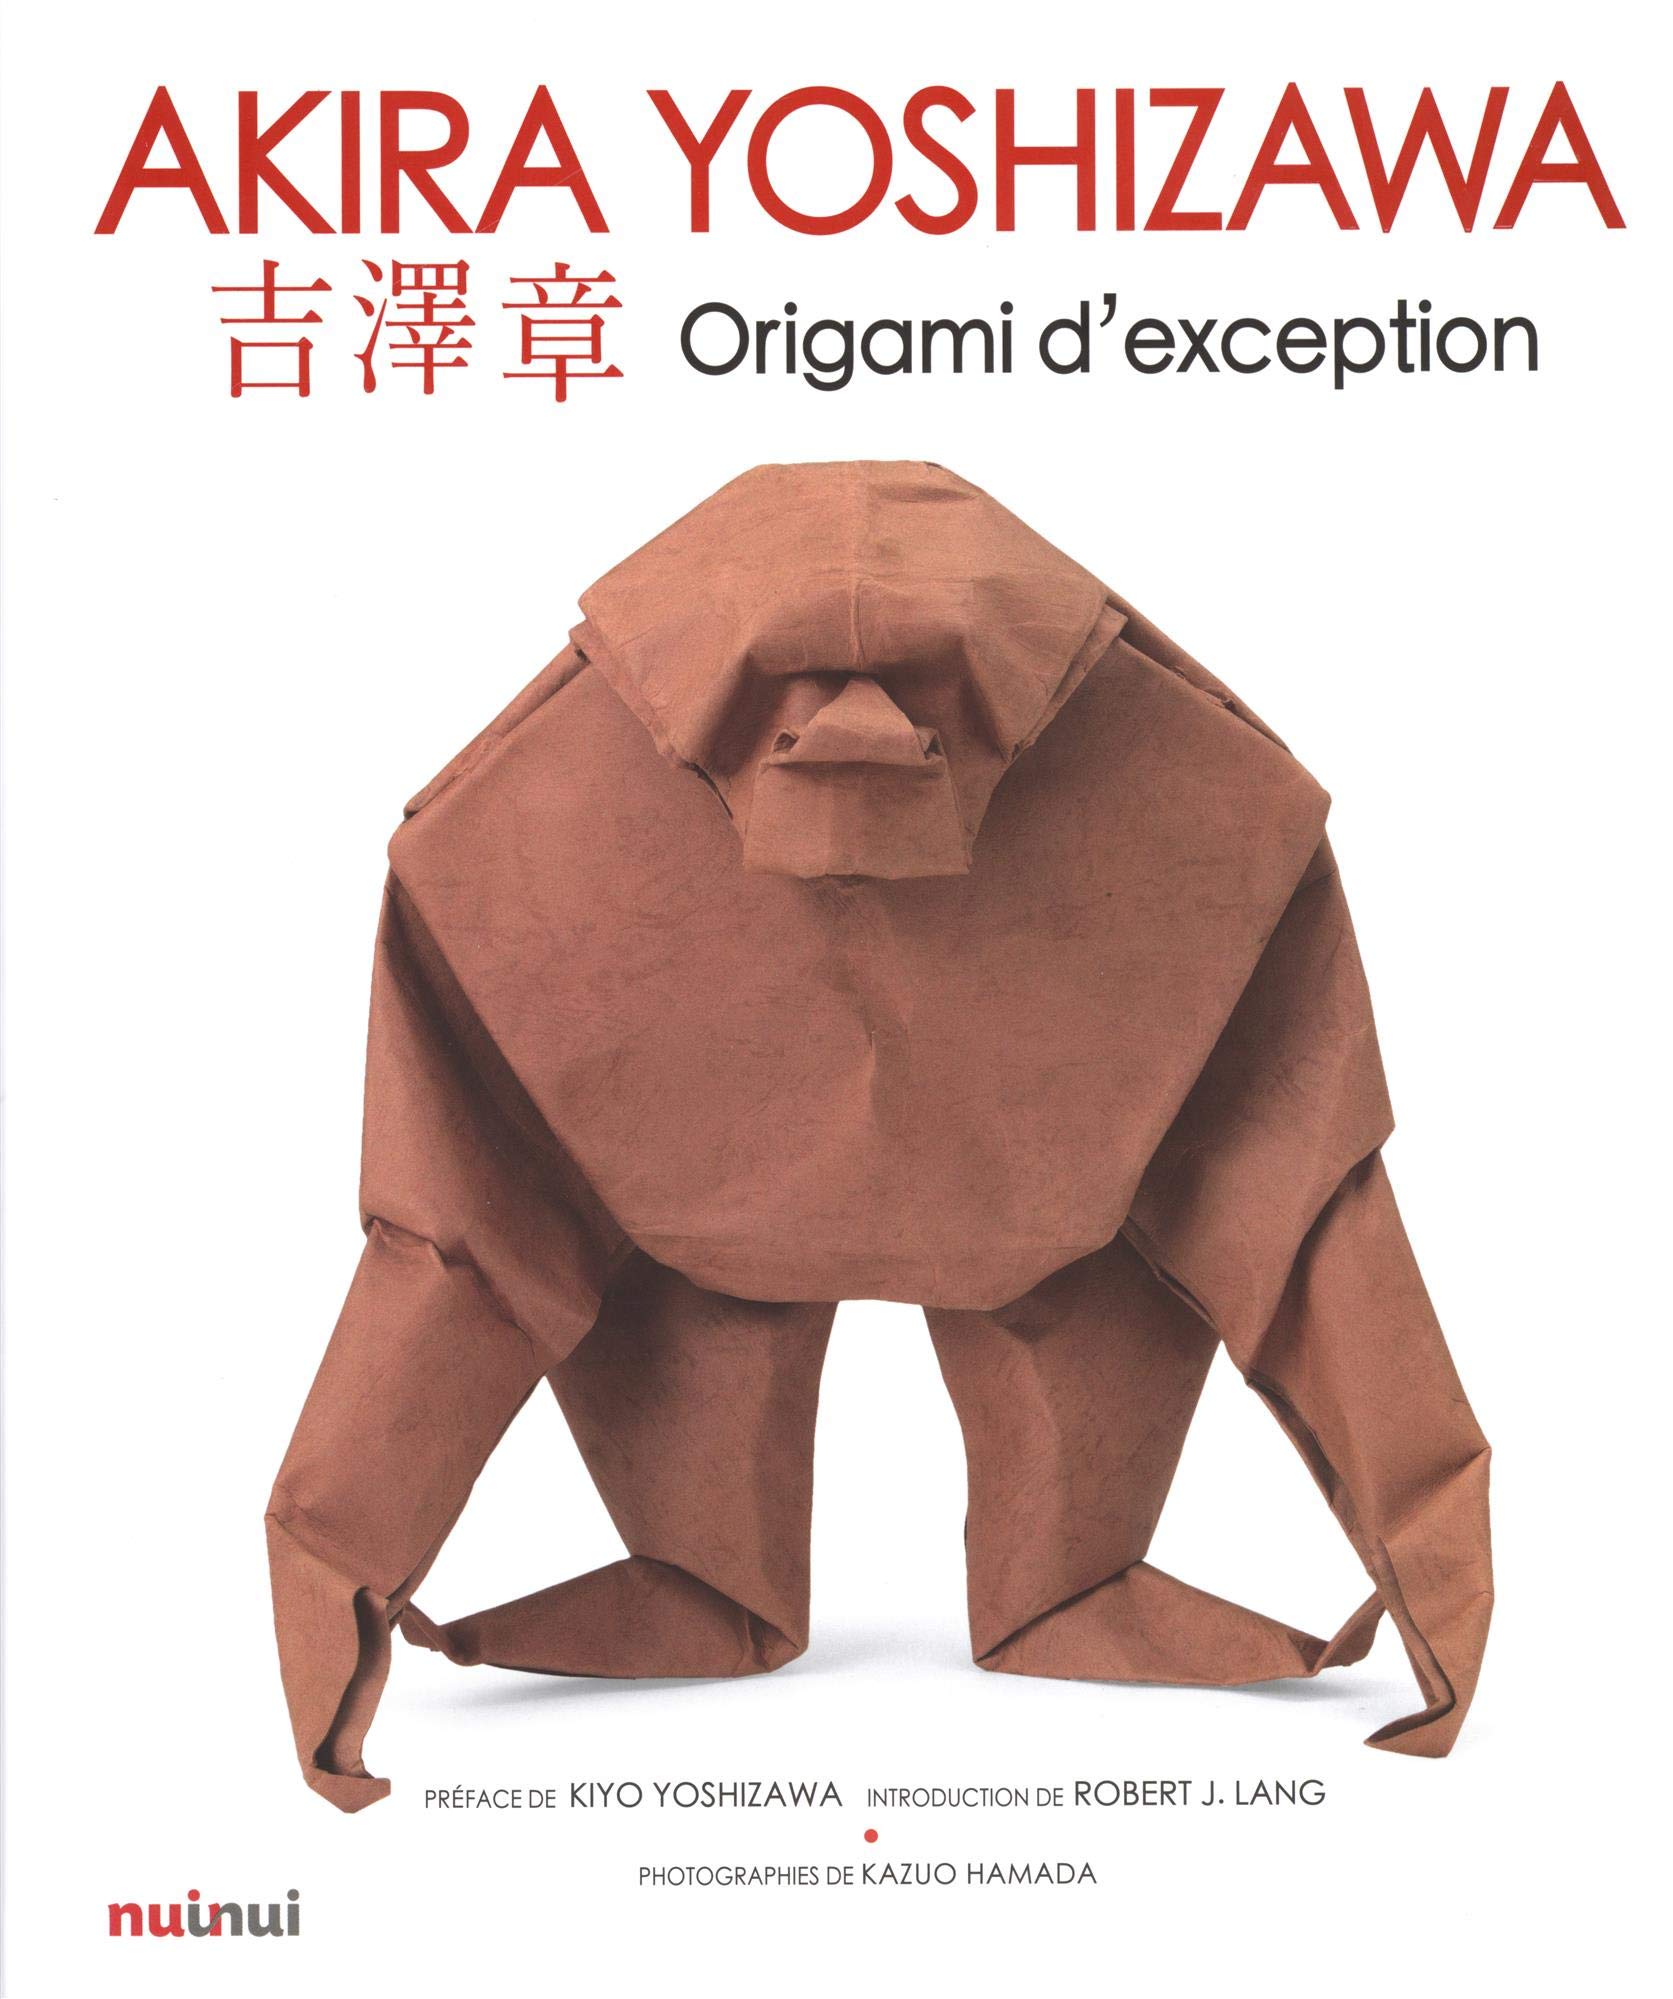 AKIRA YOSHIZAWA
吉澤章 Origami d’exception
PRÉFACE DE KIYO YOSHIZAWA INTRODUCTION DE ROBERT J. LANG
PHOTOGRAPHIES DE KAZUO HAMADA
nuinui